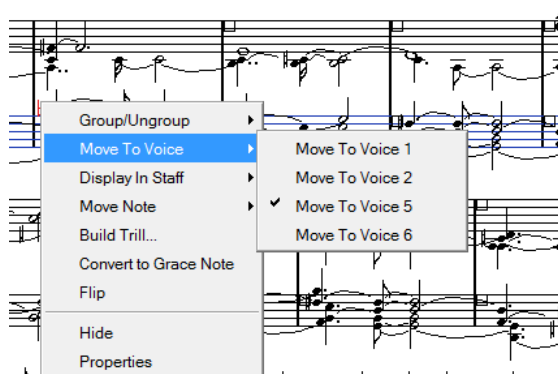 Group/Ungroup
Move To Voice
Display In Staff
Move Note
Build Trill...
Convert to Grace Note
Flip
Hide
Properties
Move To Voice 1
Move To Voice 2
Move To Voice 5
Move To Voice 6